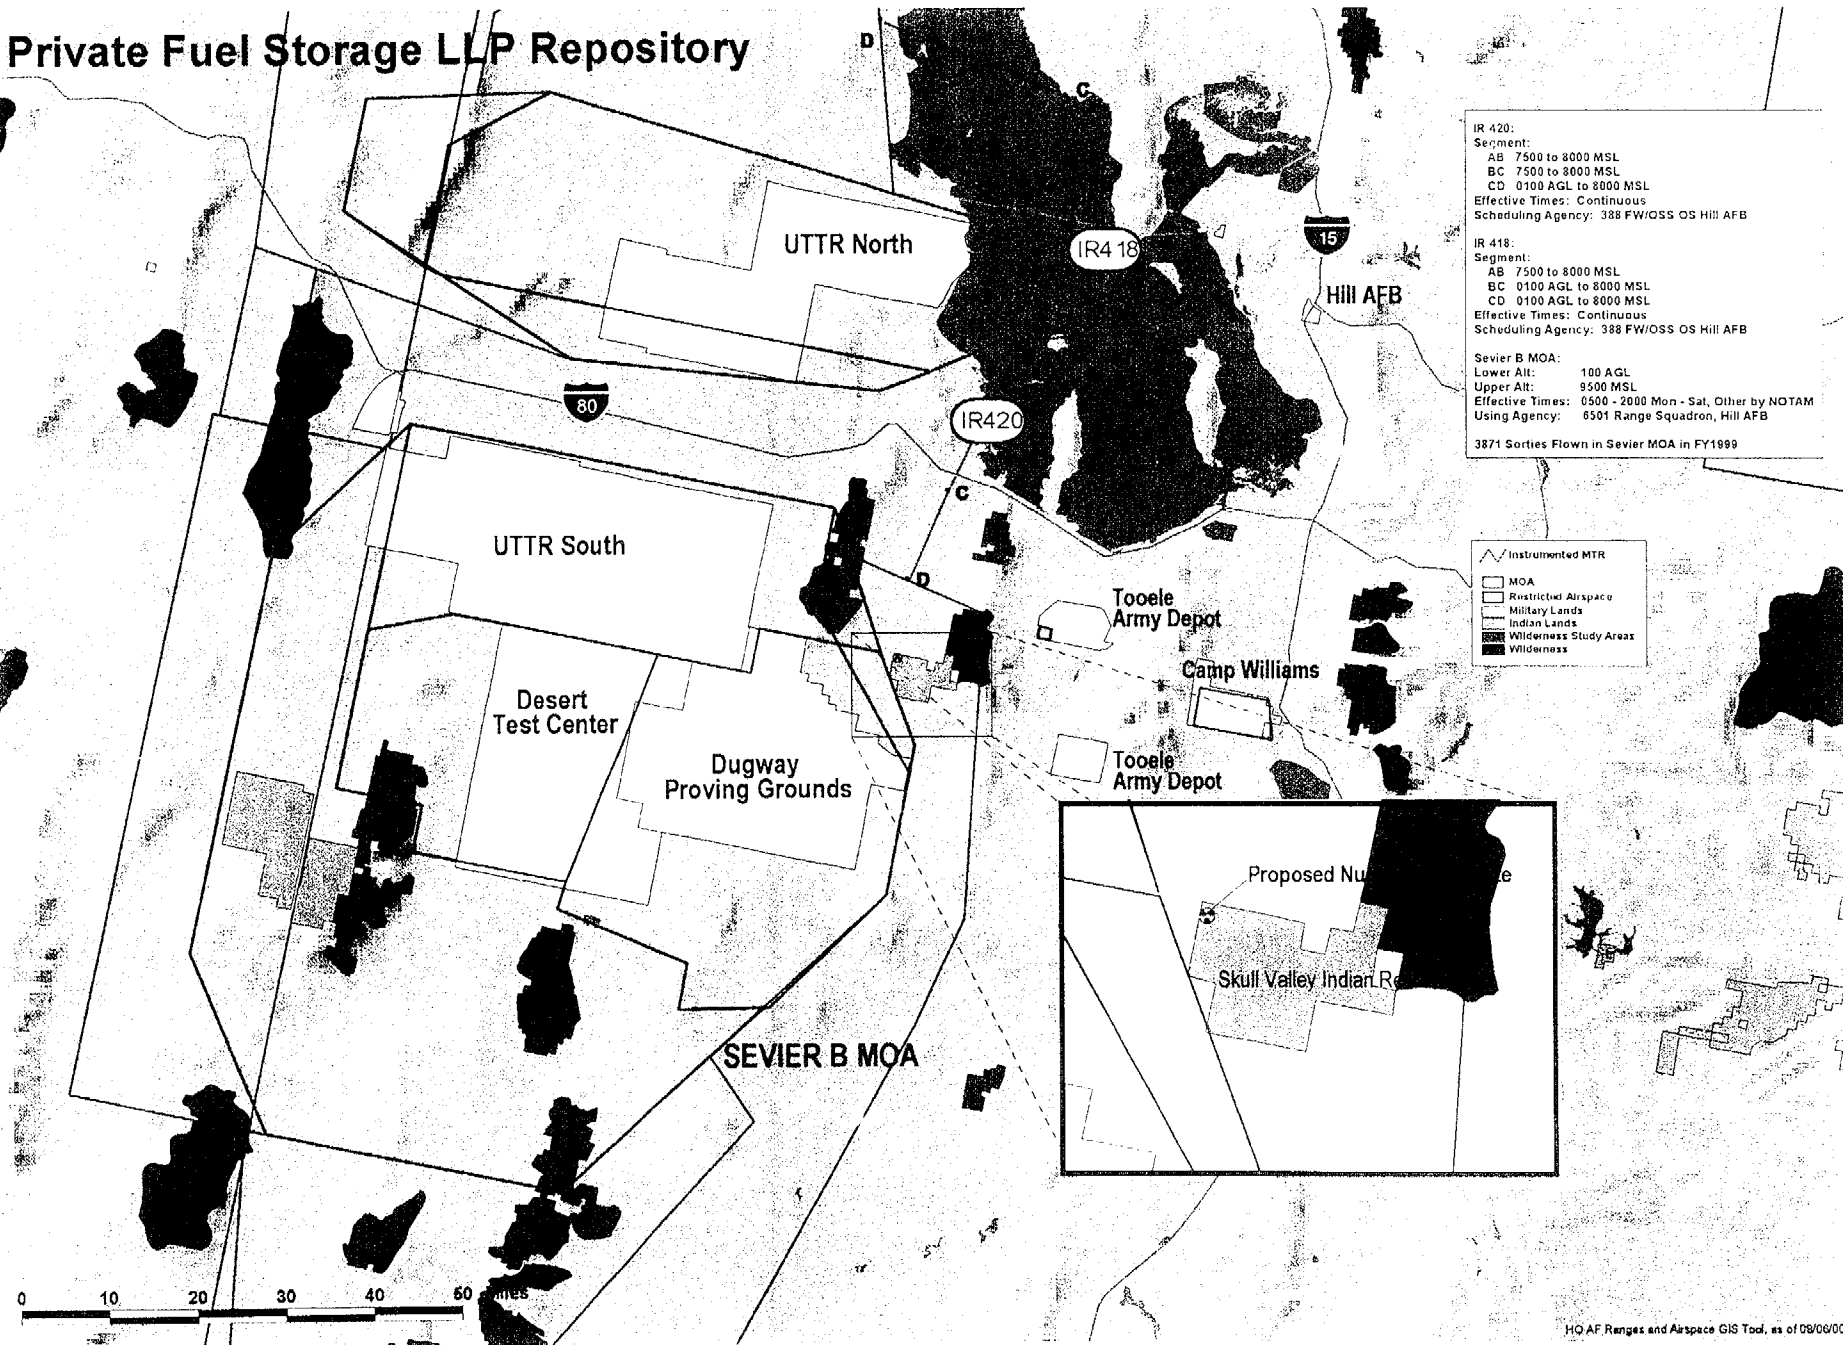 Private Fuel Storage LLP Repository
D
C
IR 420:
Segment:
AB 7500 to 8000 MSL
BC 7500 to 8000 MSL
CD 0100 AGL to 8000 MSL
Effective Times: Continuous
Scheduling Agency: 388 FW/OSS OS Hill AFB
IR 418:
Segment:
AB 7500 to 8000 MSL
BC 0100 AGL to 8000 MSL
CD 0100 AGL to 8000 MSL
Effective Times: Continuous
Scheduling Agency: 388 FW/OSS OS Hill AFB
Sevier B MOA:
Lower Alt: 100 AGL
Upper Alt: 9500 MSL
Effective Times: 0500 - 2000 Mon - Sat, Other by NOTAM
Using Agency: 6501 Range Squadron, Hill AFB
3871 Sorties Flown in Sevier MOA in FY1999
UTTR North
IR4 18
15
Hill AFB
80
IR420
C
UTTR South
D
Instrumented MTR
MOA
Restricted Airspace
Military Lands
Indian Lands
Wilderness Study Areas
Wilderness
Tooele
Army Depot
Camp Williams
Desert
Test Center
Dugway
Proving Grounds
Tooele
Army Depot
Proposed
Skull Valley Indian
SEVIER B MOA
0 10 20 30 40 50 Miles
HQ AF Ranges and Airspace GIS Tool, as of 09/06/00